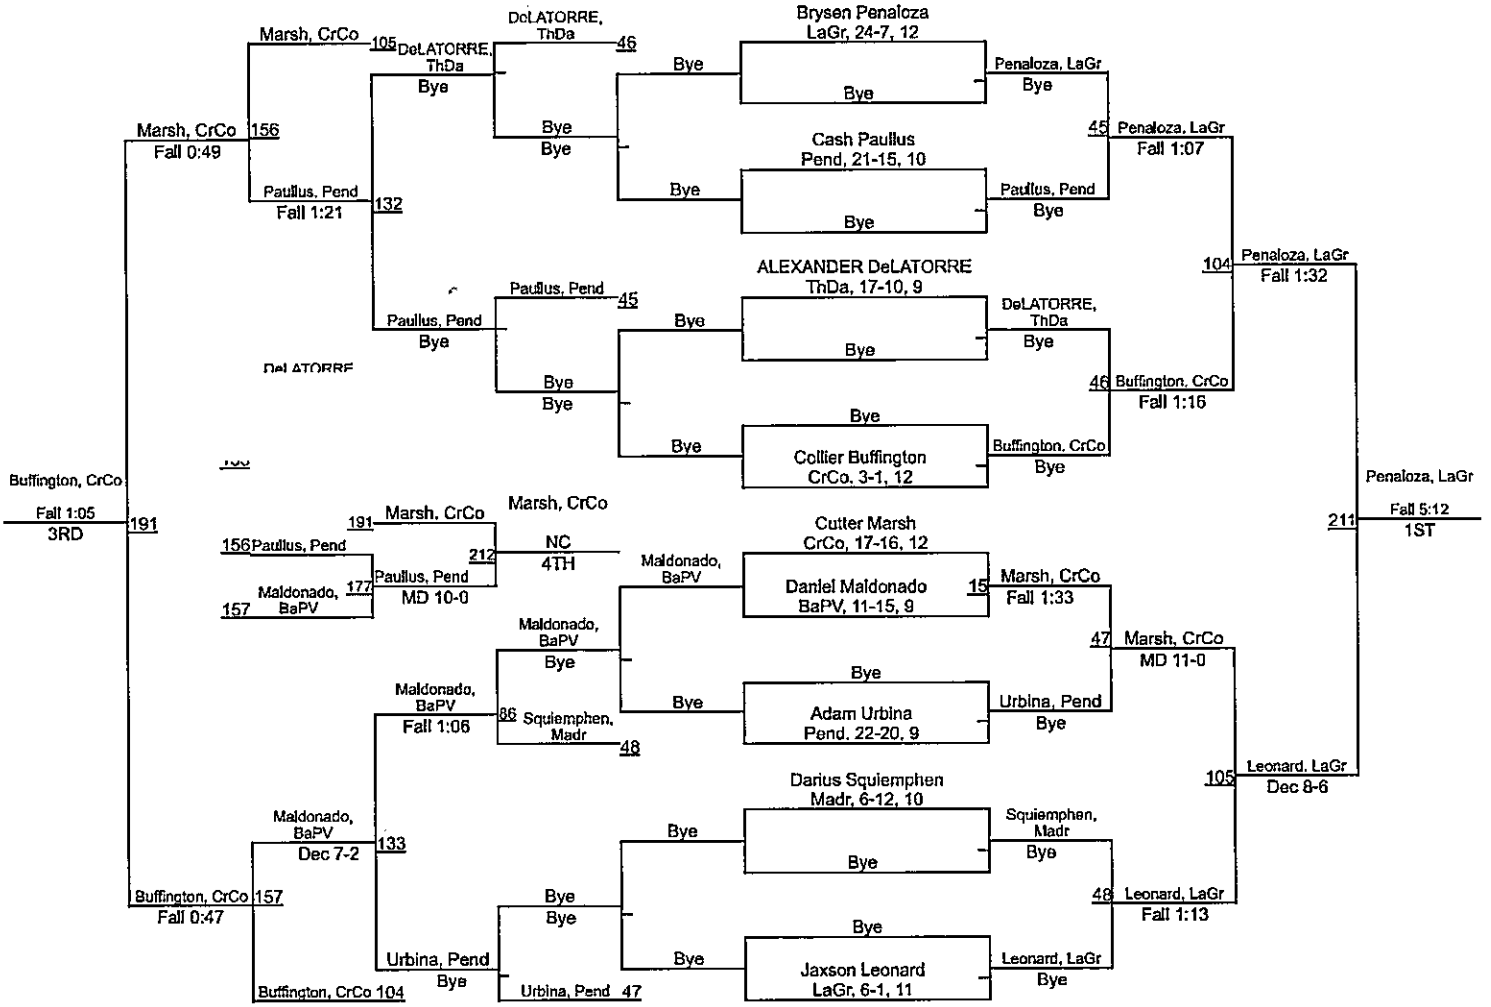 Marsh, CrCo
105
DeLATORRE,
ThDa
Bye
DeLATORRE,
ThDa
46
Bye
Brysen Penaloza
LaGr, 24-7, 12
Bye
Penaloza, LaGr
Bye
Marsh, CrCo
Fall 0:49
156
Bye
Bye
Cash Paullus
Pend, 21-15, 10
45
Penaloza, LaGr
Fall 1:07
Paullus, Pend
Fall 1:21
132
Bye
Bye
Paullus, Pend
Bye
ALEXANDER DeLATORRE
ThDa, 17-10, 9
104
Penaloza, LaGr
Fall 1:32
Paullus, Pend
45
Paullus, Pend
Bye
Bye
Bye
DeLATORRE,
ThDa
Bye
DeLATORRE
Bye
Bye
46
Buffington, CrCo
Fall 1:16
Bye
Bye
Collier Buffington
CrCo, 3-1, 12
Buffington, CrCo
Bye
Buffington, CrCo
Fall 1:05
3RD
191
Penaloza, LaGr
211
Fall 5:12
1ST
191
Marsh, CrCo
Marsh, CrCo
212
NC
4TH
156
Paullus, Pend
177
Paullus, Pend
MD 10-0
157
Maldonado,
BaPV
Maldonado,
BaPV
Cutter Marsh
CrCo, 17-16, 12
Daniel Maldonado
BaPV, 11-15, 9
15
Marsh, CrCo
Fall 1:33
Maldonado,
BaPV
Bye
47
Marsh, CrCo
MD 11-0
Maldonado,
BaPV
Fall 1:06
86
Squiemphen,
Madr
48
Bye
Bye
Adam Urbina
Pend, 22-20, 9
Urbina, Pend
Bye
Darius Squiemphen
Madr, 6-12, 10
105
Leonard, LaGr
Dec 8-6
Maldonado,
BaPV
Dec 7-2
133
Bye
Bye
Squiemphen,
Madr
Bye
Buffington, CrCo
Fall 0:47
157
Bye
Bye
48
Leonard, LaGr
Fall 1:13
Buffington, CrCo
104
Urbina, Pend
Bye
Urbina, Pend
47
Bye
Bye
Jaxson Leonard
LaGr, 6-1, 11
Leonard, LaGr
Bye